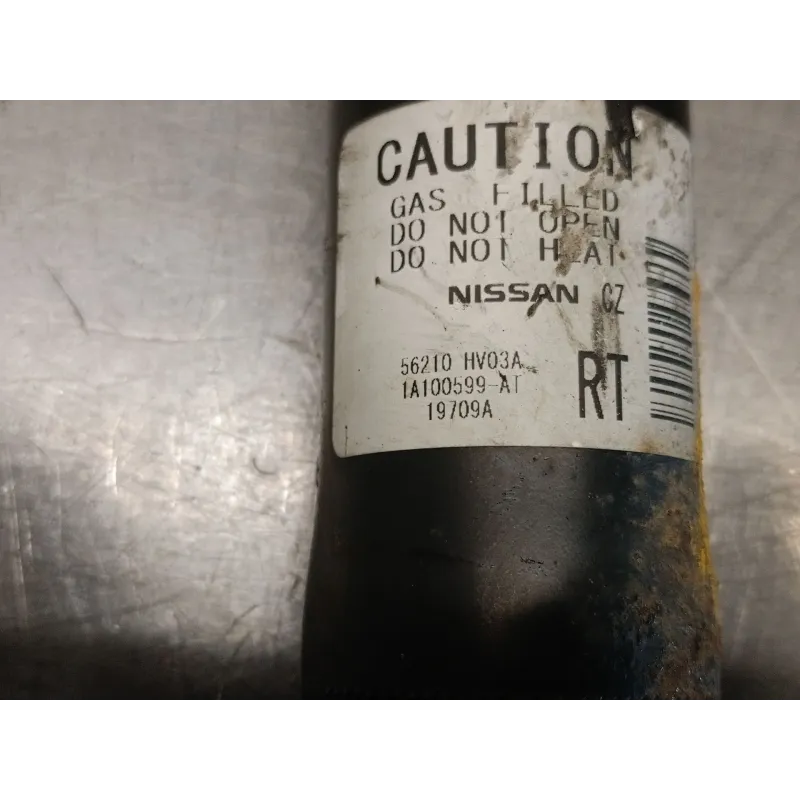 CAUTION
GAS FILLED
DO NOT OPEN
DO NOT HEAT
NISSAN CZ
56210 HV03A
1A100599-AT
19709A
RT